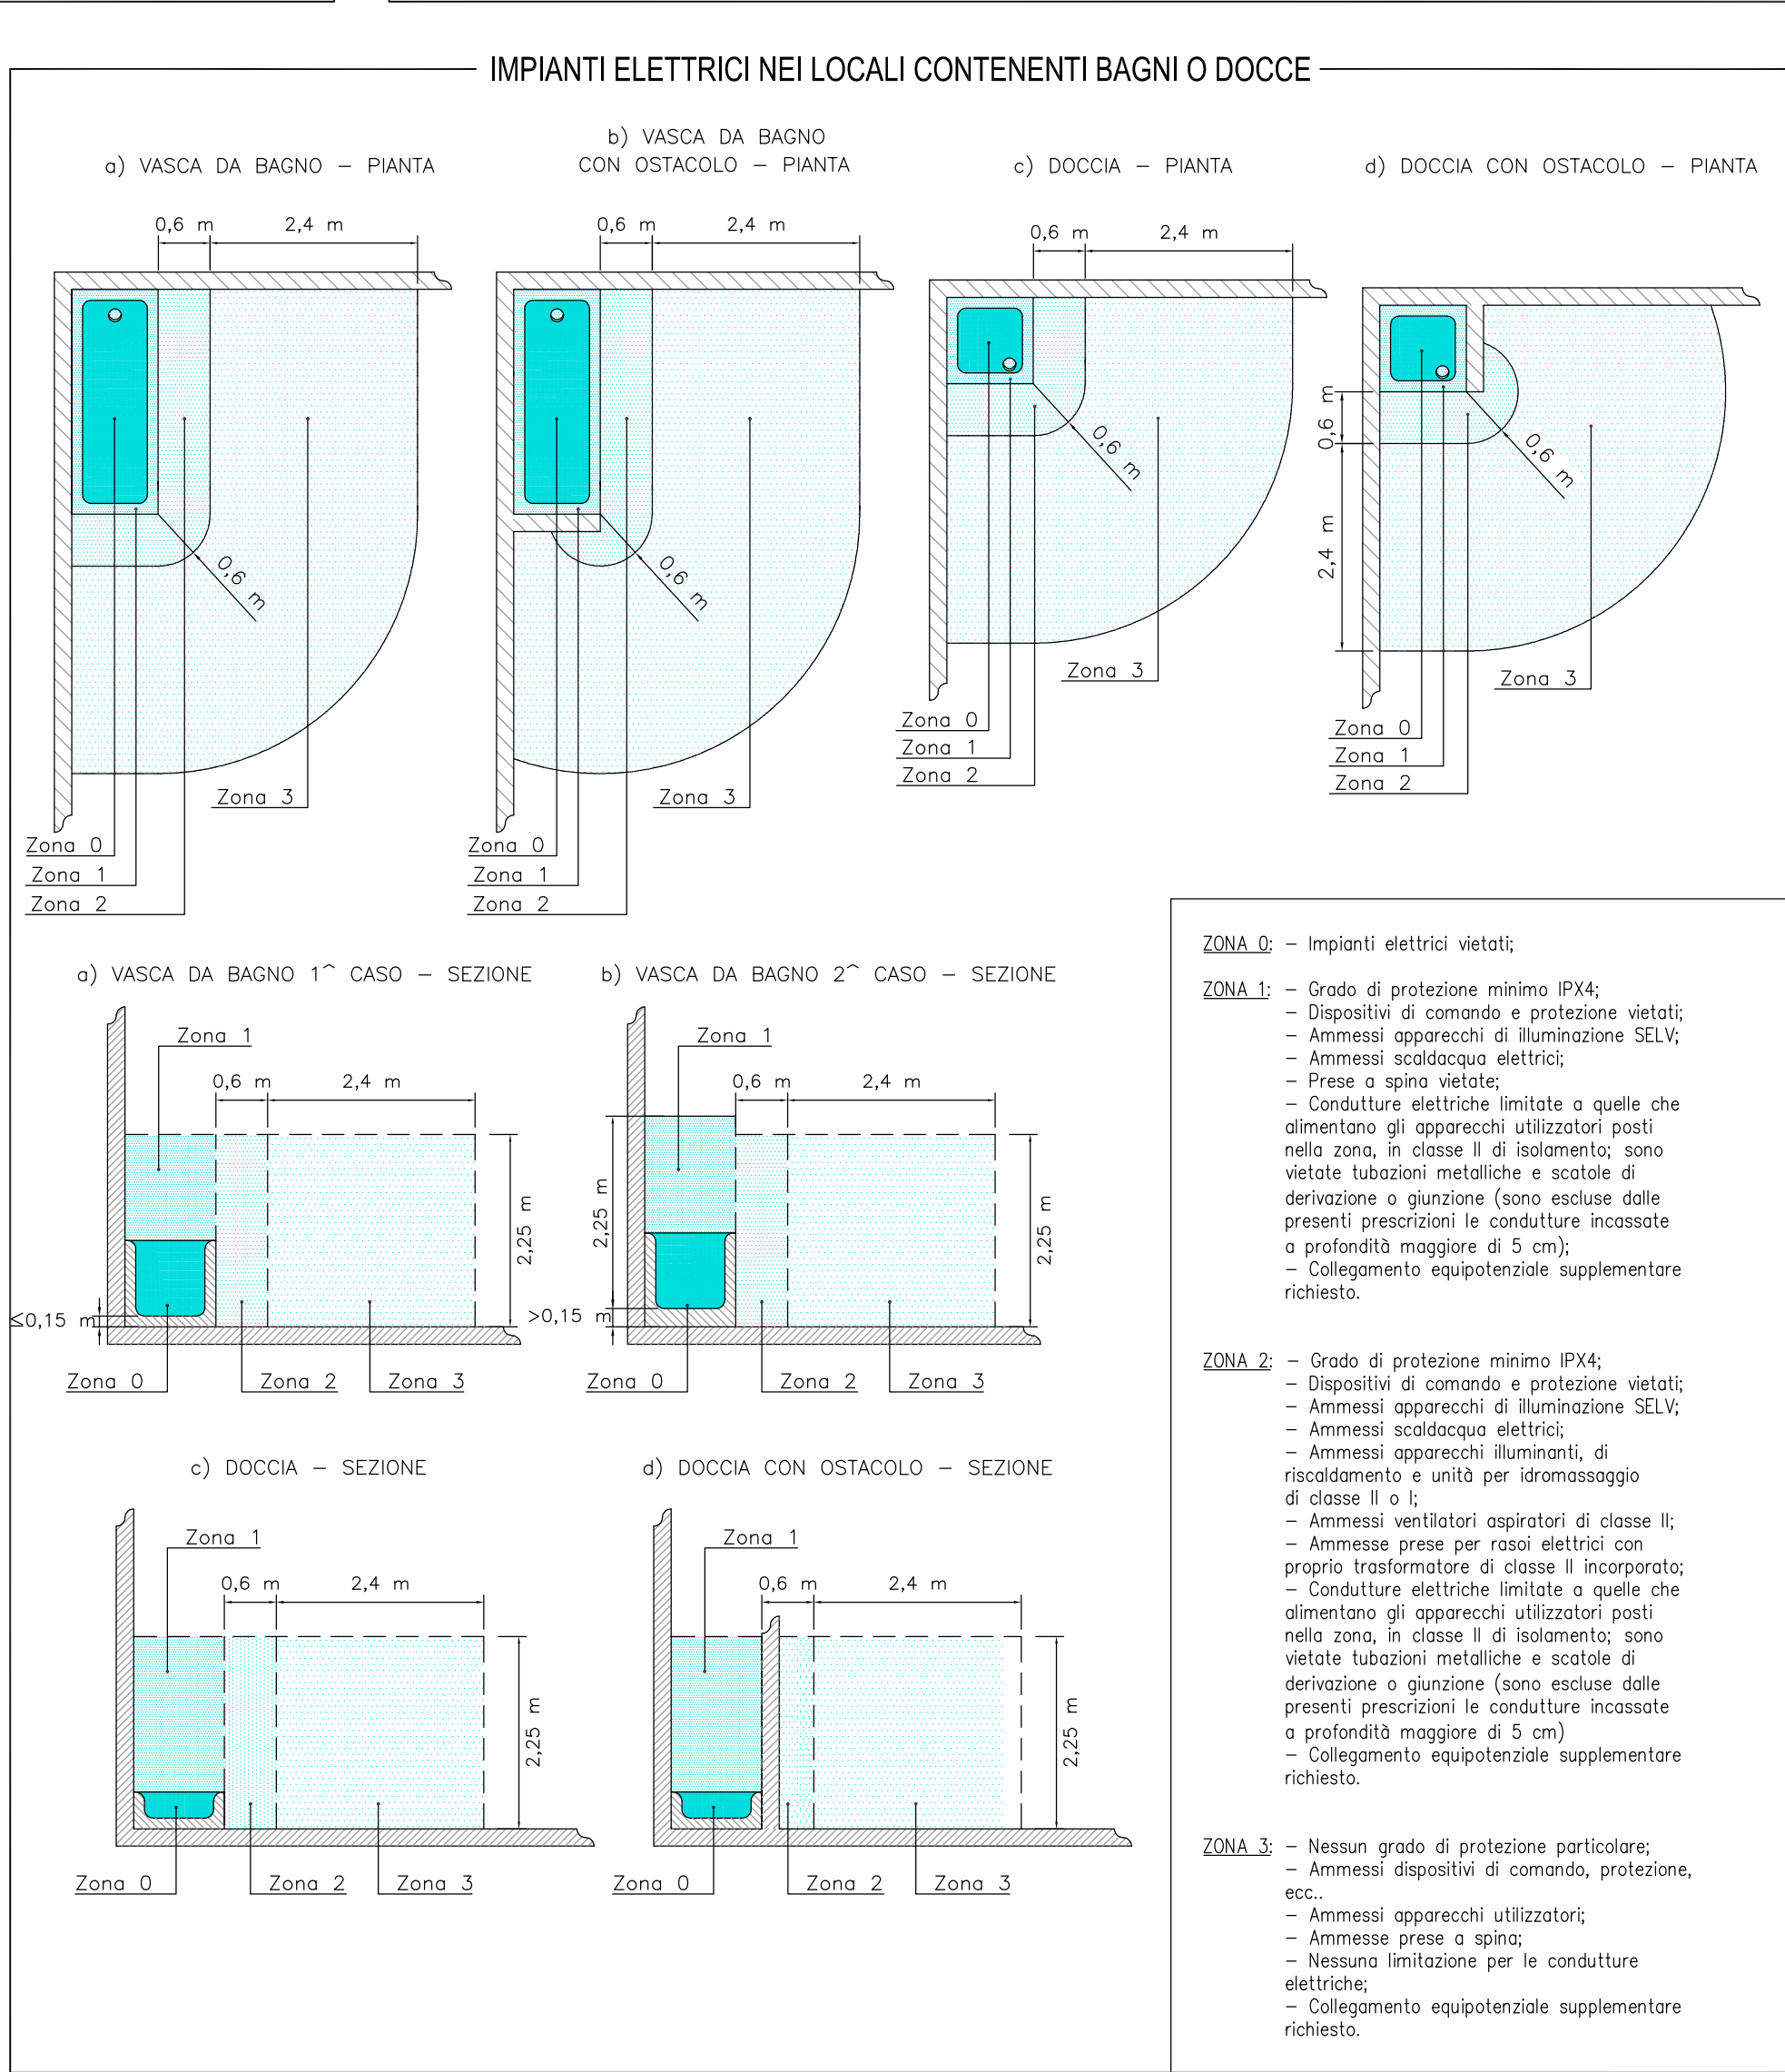 IMPIANTI ELETTRICI NEI LOCALI CONTENENTI BAGNI O DOCCE
a) VASCA DA BAGNO – PIANTA
0,6 m
2,4 m
0,6 m
Zona 3
Zona 0
Zona 1
Zona 2
b) VASCA DA BAGNO
CON OSTACOLO – PIANTA
0,6 m
2,4 m
0,6 m
Zona 3
Zona 0
Zona 1
Zona 2
c) DOCCIA – PIANTA
0,6 m
2,4 m
0,6 m
Zona 3
Zona 0
Zona 1
Zona 2
d) DOCCIA CON OSTACOLO – PIANTA
0,6 m
2,4 m
0,6 m
Zona 3
Zona 0
Zona 1
Zona 2
a) VASCA DA BAGNO 1^ CASO – SEZIONE
Zona 1
0,6 m
2,4 m
2,25 m
≤0,15 m
Zona 0
Zona 2
Zona 3
b) VASCA DA BAGNO 2^ CASO – SEZIONE
Zona 1
0,6 m
2,4 m
2,25 m
2,25 m
>0,15 m
Zona 0
Zona 2
Zona 3
c) DOCCIA – SEZIONE
Zona 1
0,6 m
2,4 m
2,25 m
Zona 0
Zona 2
Zona 3
d) DOCCIA CON OSTACOLO – SEZIONE
Zona 1
0,6 m
2,4 m
2,25 m
Zona 0
Zona 2
Zona 3
ZONA 0: – Impianti elettrici vietati;
ZONA 1: – Grado di protezione minimo IPX4;
– Dispositivi di comando e protezione vietati;
– Ammessi apparecchi di illuminazione SELV;
– Ammessi scaldacqua elettrici;
– Prese a spina vietate;
– Condutture elettriche limitate a quelle che
alimentano gli apparecchi utilizzatori posti
nella zona, in classe II di isolamento; sono
vietate tubazioni metalliche e scatole di
derivazione o giunzione (sono escluse dalle
presenti prescrizioni le condutture incassate
a profondità maggiore di 5 cm);
– Collegamento equipotenziale supplementare
richiesto.
ZONA 2: – Grado di protezione minimo IPX4;
– Dispositivi di comando e protezione vietati;
– Ammessi apparecchi di illuminazione SELV;
– Ammessi scaldacqua elettrici;
– Ammessi apparecchi illuminanti, di
riscaldamento e unità per idromassaggio
di classe II o I;
– Ammessi ventilatori aspiratori di classe II;
– Ammesse prese per rasoi elettrici con
proprio trasformatore di classe II incorporato;
– Condutture elettriche limitate a quelle che
alimentano gli apparecchi utilizzatori posti
nella zona, in classe II di isolamento; sono
vietate tubazioni metalliche e scatole di
derivazione o giunzione (sono escluse dalle
presenti prescrizioni le condutture incassate
a profondità maggiore di 5 cm)
– Collegamento equipotenziale supplementare
richiesto.
ZONA 3: – Nessun grado di protezione particolare;
– Ammessi dispositivi di comando, protezione,
ecc..
– Ammessi apparecchi utilizzatori;
– Ammesse prese a spina;
– Nessuna limitazione per le condutture
elettriche;
– Collegamento equipotenziale supplementare
richiesto.